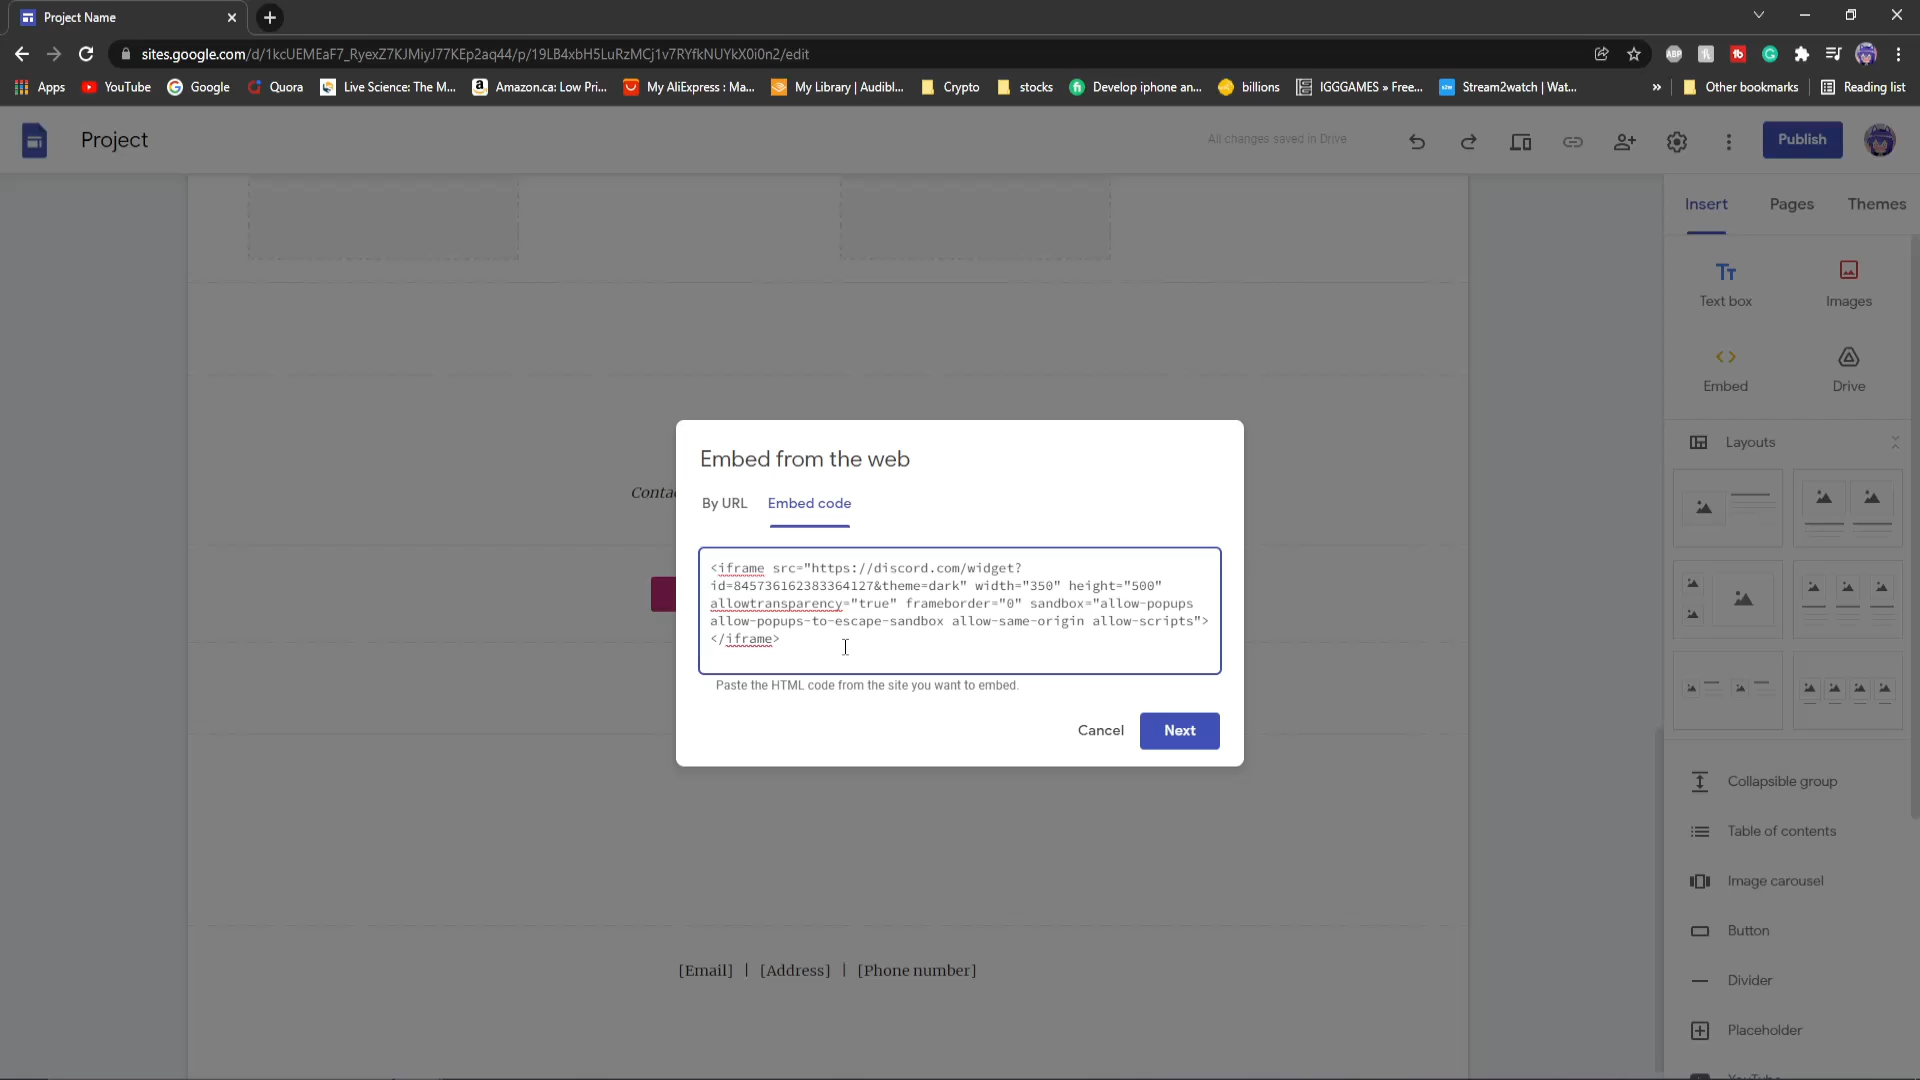 Project Name
sites.google.com/d/1kcUEMEaF7_RyexZ7KJMiyJ77KEp2aq44/p/19LB4xbH5LuRzMCj1v7RYfkNUYkX0i0n2/edit
Apps YouTube Google Quora Live Science: The M... Amazon.ca: Low Pri... My AliExpress : Ma... My Library | Audibl... Crypto stocks Develop iphone an... billions IGGGAMES » Free... Stream2watch | Wat... » Other bookmarks Reading list
Project
All changes saved in Drive
Publish
Insert Pages Themes
Text box Images
Embed Drive
Layouts
Embed from the web
By URL Embed code
<iframe src="https://discord.com/widget?
id=845736162383364127&theme=dark" width="350" height="500"
allowtransparency="true" frameborder="0" sandbox="allow-popups
allow-popups-to-escape-sandbox allow-same-origin allow-scripts">
</iframe>
Paste the HTML code from the site you want to embed.
Cancel Next
Conta
Collapsible group
Table of contents
Image carousel
Button
Divider
Placeholder
[Email] | [Address] | [Phone number]